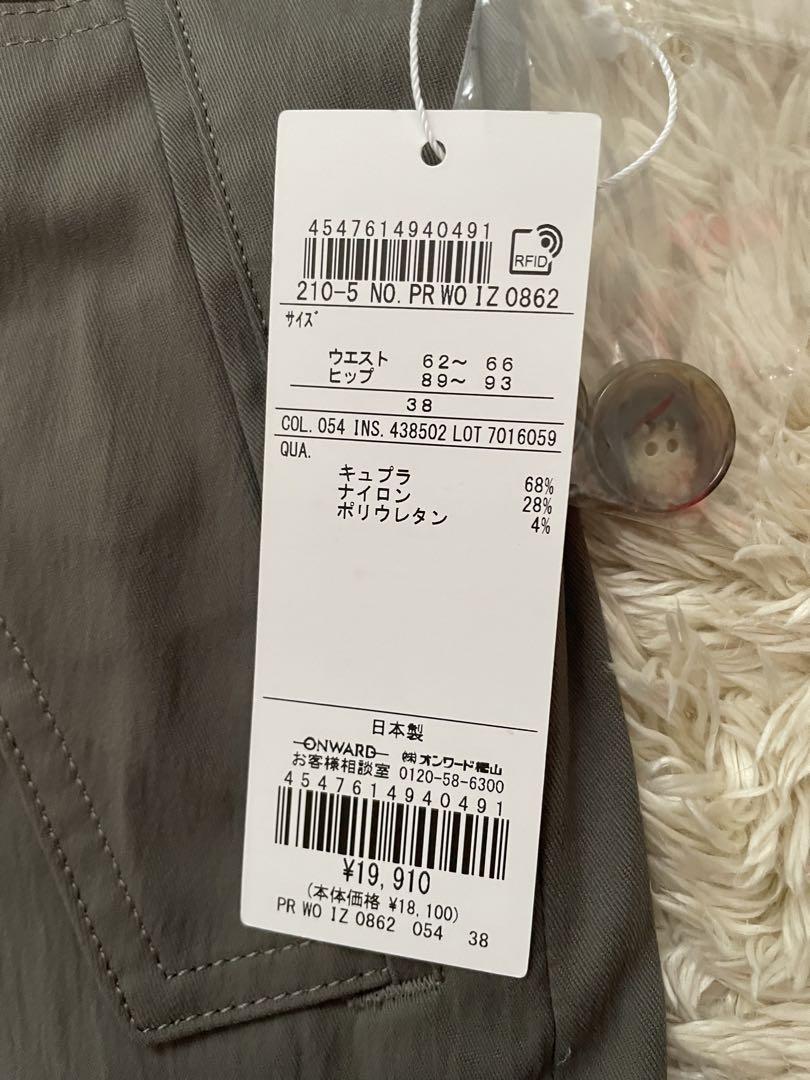 4547614940491
RFID
210-5 NO. PR WO IZ 0862
サイズ
ウエスト 62～ 66
ヒップ 89～ 93
38
COL. 054 INS. 438502 LOT 7016059
QUA.
キュプラ 68%
ナイロン 28%
ポリウレタン 4%
日本製
ONWARD ㈱オンワード樫山
お客様相談室 0120-58-6300
4547614940491
¥19,910
(本体価格 ¥18,100)
PR WO IZ 0862 054 38